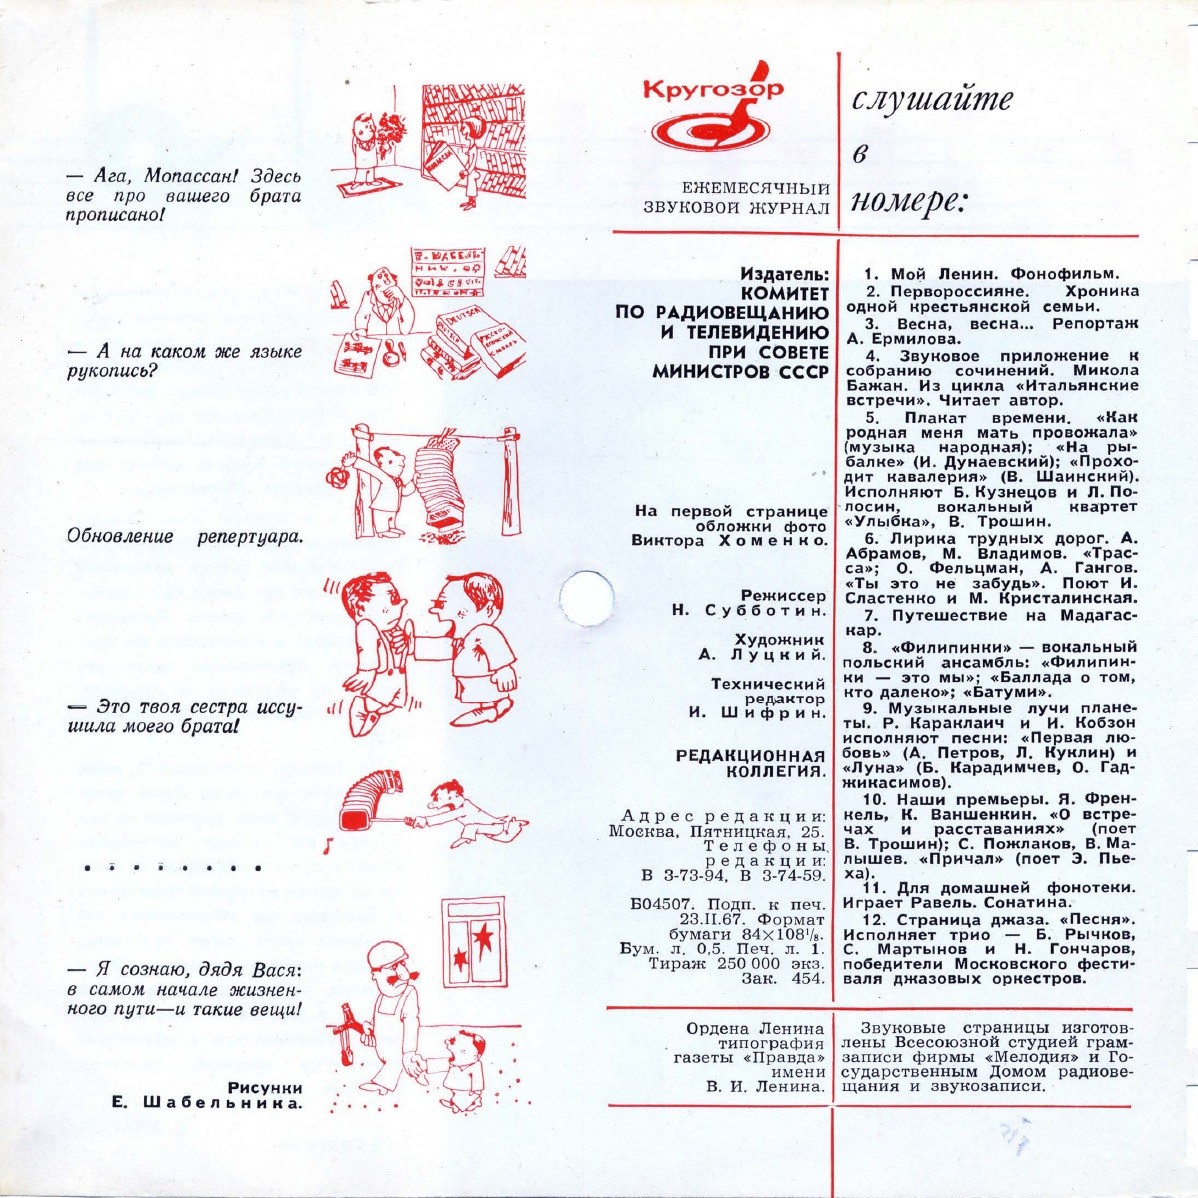 — Ага, Мопассан! Здесь
все про вашего брата
прописано!
— А на каком же языке
рукопись?
Обновление репертуара.
— Это твоя сестра иссу-
шила моего брата!
— Я сознаю, дядя Вася:
в самом начале жизнен-
ного пути—и такие вещи!
Рисунки
Е. Шабельника.
Кругозор
ЕЖЕМЕСЯЧНЫЙ
ЗВУКОВОЙ ЖУРНАЛ
Издатель:
КОМИТЕТ
ПО РАДИОВЕЩАНИЮ
И ТЕЛЕВИДЕНИЮ
ПРИ СОВЕТЕ
МИНИСТРОВ СССР
На первой странице
обложки фото
Виктора Хоменко.
Режиссер
Н. Субботин.
Художник
А. Луцкий.
Технический
редактор
И. Шифрин.
РЕДАКЦИОННАЯ
КОЛЛЕГИЯ.
Адрес редакции:
Москва, Пятницкая, 25.
Телефоны
редакции:
В 3-73-94, В 3-74-59.
Б04507. Подп. к печ.
23.II.67. Формат
бумаги 84×108⅛.
Бум. л. 0,5. Печ. л. 1.
Тираж 250 000 экз.
Зак. 454.
Ордена Ленина
типография
газеты «Правда»
имени
В. И. Ленина.
слушайте
в
номере:
1. Мой Ленин. Фонофильм.
2. Первороссияне. Хроника
одной крестьянской семьи.
3. Весна, весна... Репортаж
А. Ермилова.
4. Звуковое приложение к
собранию сочинений. Микола
Бажан. Из цикла «Итальянские
встречи». Читает автор.
5. Плакат времени. «Как
родная меня мать провожала»
(музыка народная); «На ры-
балке» (И. Дунаевский); «Прохо-
дит кавалерия» (В. Шаинский).
Исполняют Б. Кузнецов и Л. По-
лосин, вокальный квартет
«Улыбка», В. Трошин.
6. Лирика трудных дорог. А.
Абрамов, М. Владимов. «Трас-
са»; О. Фельцман, А. Гангов.
«Ты это не забудь». Поют И.
Сластенко и М. Кристалинская.
7. Путешествие на Мадагас-
кар.
8. «Филипинки» — вокальный
польский ансамбль: «Филипин-
ки — это мы»; «Баллада о том,
кто далеко»; «Батуми».
9. Музыкальные лучи плане-
ты. Р. Караклаич и И. Кобзон
исполняют песни: «Первая лю-
бовь» (А. Петров, Л. Куклин) и
«Луна» (Б. Карадимчев, О. Гад-
жикасимов).
10. Наши премьеры. Я. Френ-
кель, К. Ваншенкин. «О встре-
чах и расставаниях» (поет
В. Трошин); С. Пожлаков, В. Ма-
лышев. «Причал» (поет Э. Пье-
ха).
11. Для домашней фонотеки.
Играет Равель. Сонатина.
12. Страница джаза. «Песня».
Исполняет трио — Б. Рычков,
С. Мартынов и Н. Гончаров,
победители Московского фести-
валя джазовых оркестров.
Звуковые страницы изготов-
лены Всесоюзной студией грам-
записи фирмы «Мелодия» и Го-
сударственным Домом радиове-
щания и звукозаписи.